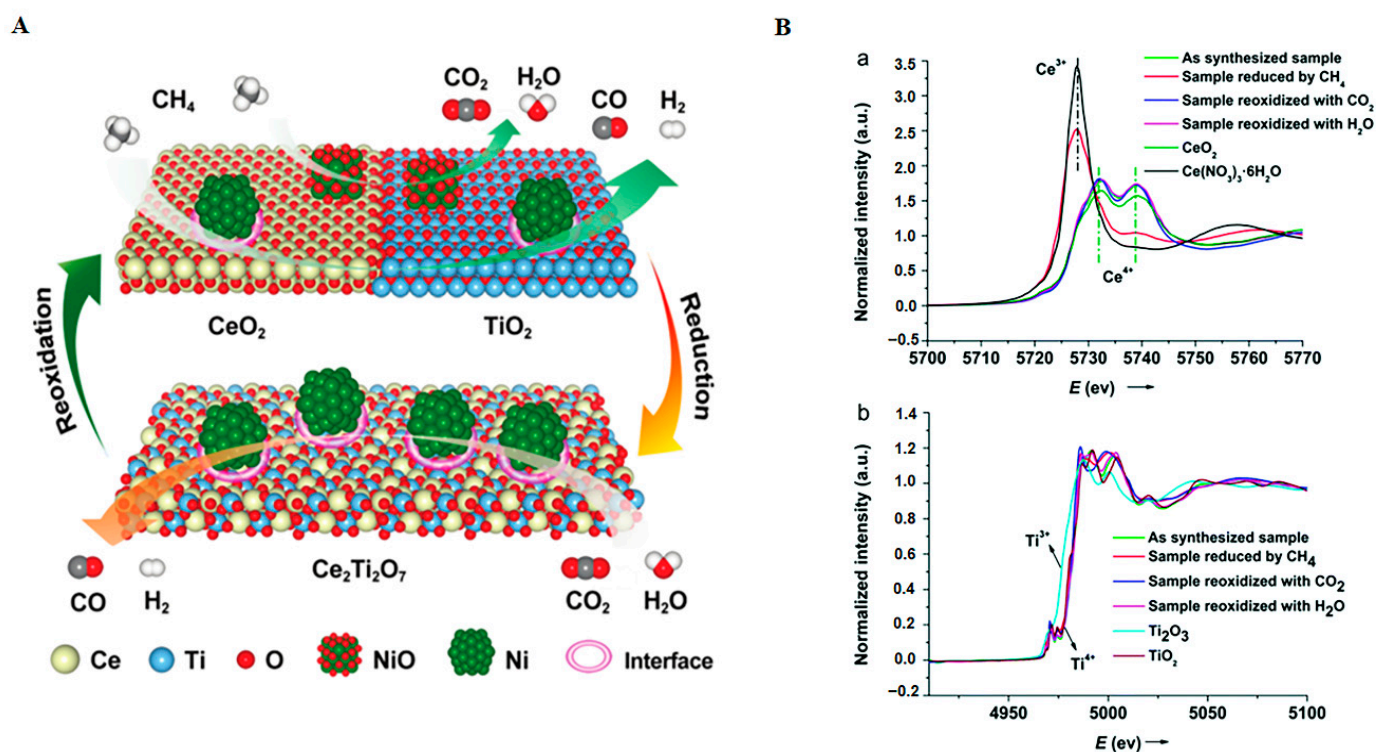 A
CH₄
CO₂
H₂O
CO
H₂
CeO₂
TiO₂
Reoxidation
Reduction
Ce₂Ti₂O₇
CO
H₂
CO₂
H₂O
Ce
Ti
O
NiO
Ni
Interface
B
a
Normalized intensity (a.u.)
3.5
3.0
2.5
2.0
1.5
1.0
0.5
0.0
−0.5
Ce³⁺
Ce⁴⁺
As synthesized sample
Sample reduced by CH₄
Sample reoxidized with CO₂
Sample reoxidized with H₂O
CeO₂
Ce(NO₃)₃·6H₂O
5700 5710 5720 5730 5740 5750 5760 5770
E (ev)
b
Normalized intensity (a.u.)
1.4
1.2
1.0
0.8
0.6
0.4
0.2
0.0
−0.2
Ti³⁺
Ti⁴⁺
As synthesized sample
Sample reduced by CH₄
Sample reoxidized with CO₂
Sample reoxidized with H₂O
Ti₂O₃
TiO₂
4950 5000 5050 5100
E (ev)